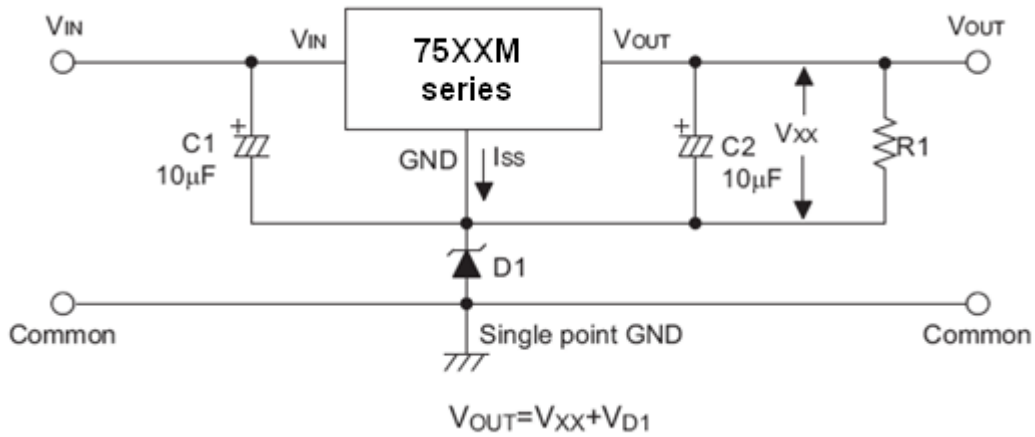 VIN
VIN
75XXM
series
VOUT
VOUT
C1
10μF
+
GND
ISS
+
C2
10μF
VXX
R1
D1
Common
Single point GND
Common
VOUT=VXX+VD1